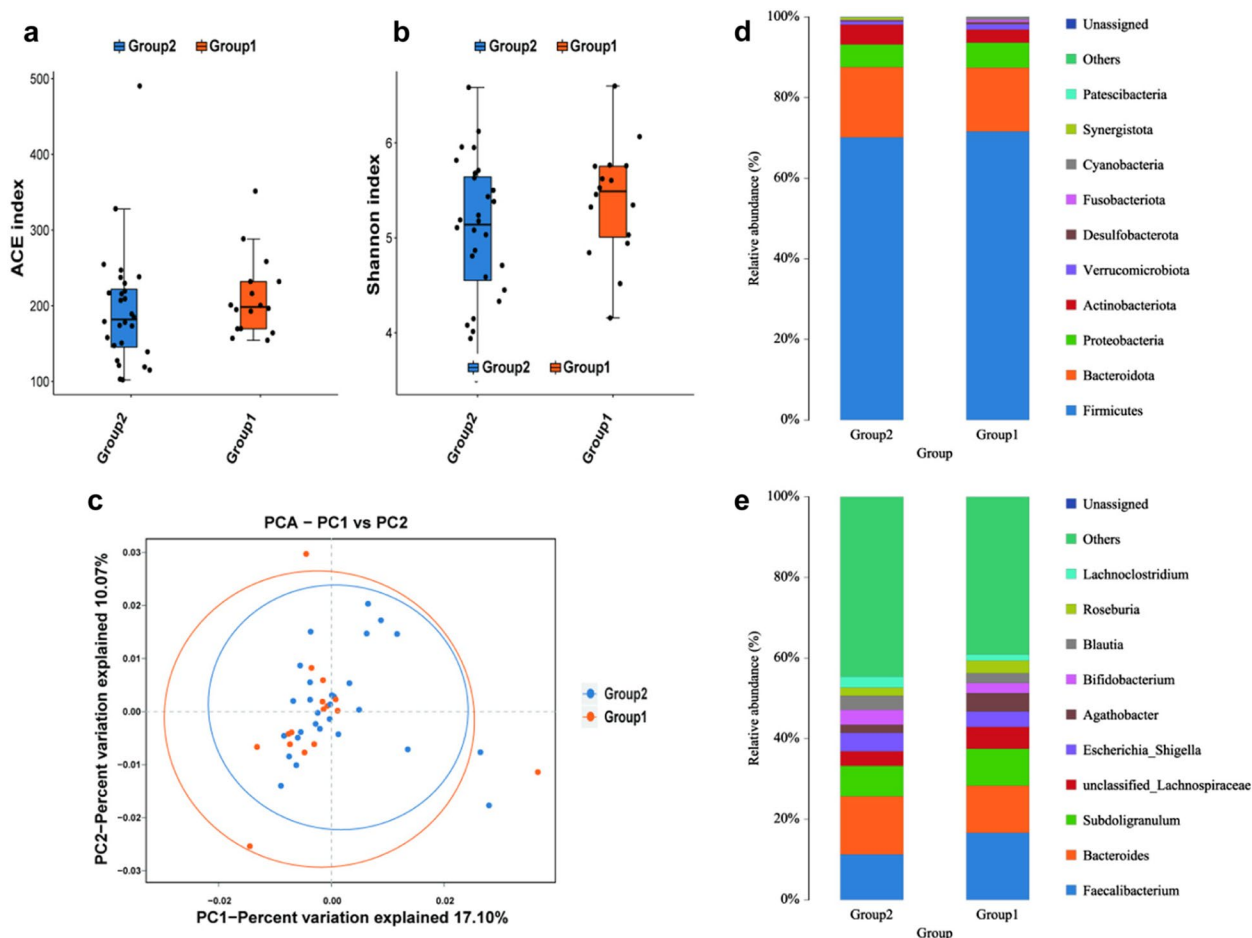 a
Group2 Group1
ACE index
500
400
300
200
100
Group2 Group1
b
Group2 Group1
Shannon index
6
5
4
Group2 Group1
Group2 Group1
c
PCA − PC1 vs PC2
PC2−Percent variation explained 10.07%
0.03
0.02
0.01
0.00
−0.01
−0.02
−0.03
−0.02 0.00 0.02
PC1−Percent variation explained 17.10%
Group2
Group1
d
Relative abundance (%)
100%
80%
60%
40%
20%
0%
Group2 Group1
Group
Unassigned
Others
Patescibacteria
Synergistota
Cyanobacteria
Fusobacteriota
Desulfobacterota
Verrucomicrobiota
Actinobacteriota
Proteobacteria
Bacteroidota
Firmicutes
e
Relative abundance (%)
100%
80%
60%
40%
20%
0%
Group2 Group1
Group
Unassigned
Others
Lachnoclostridium
Roseburia
Blautia
Bifidobacterium
Agathobacter
Escherichia_Shigella
unclassified_Lachnospiraceae
Subdoligranulum
Bacteroides
Faecalibacterium